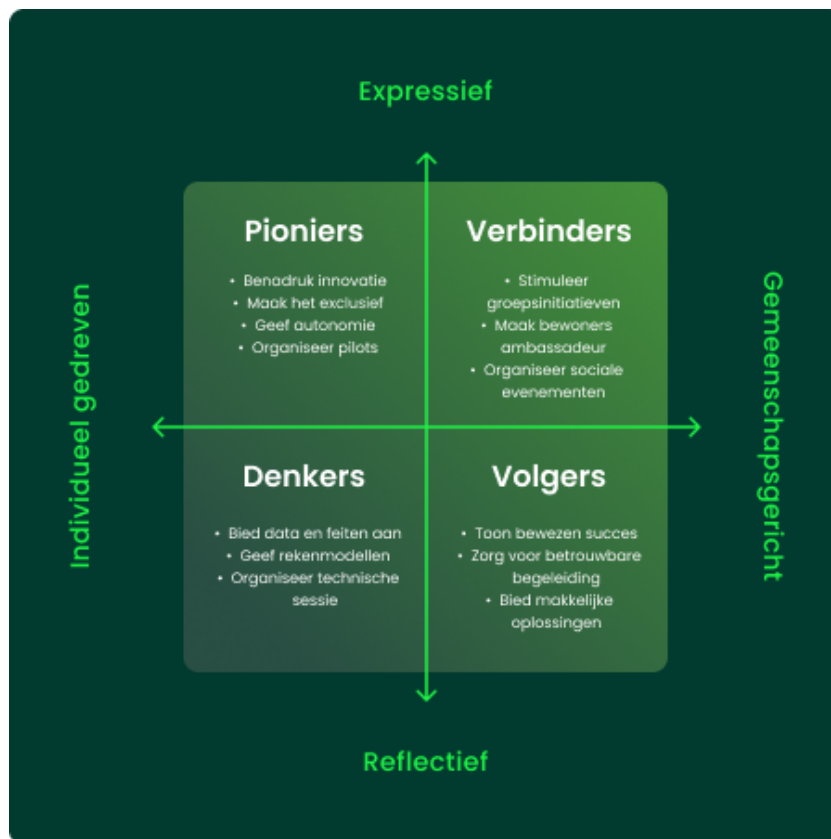 Expressief
Individueel gedreven
Pioniers
• Benadruk innovatie
• Maak het exclusief
• Geef autonomie
• Organiseer pilots
Verbinders
• Stimuleer
groepsinitiatieven
• Maak bewoners
ambassadeur
• Organiseer sociale
evenementen
Gemeenschapsgericht
Denkers
• Bied data en feiten aan
• Geef rekenmodellen
• Organiseer technische
sessie
Volgers
• Toon bewezen succes
• Zorg voor betrouwbare
begeleiding
• Bied makkelijke
oplossingen
Reflectief